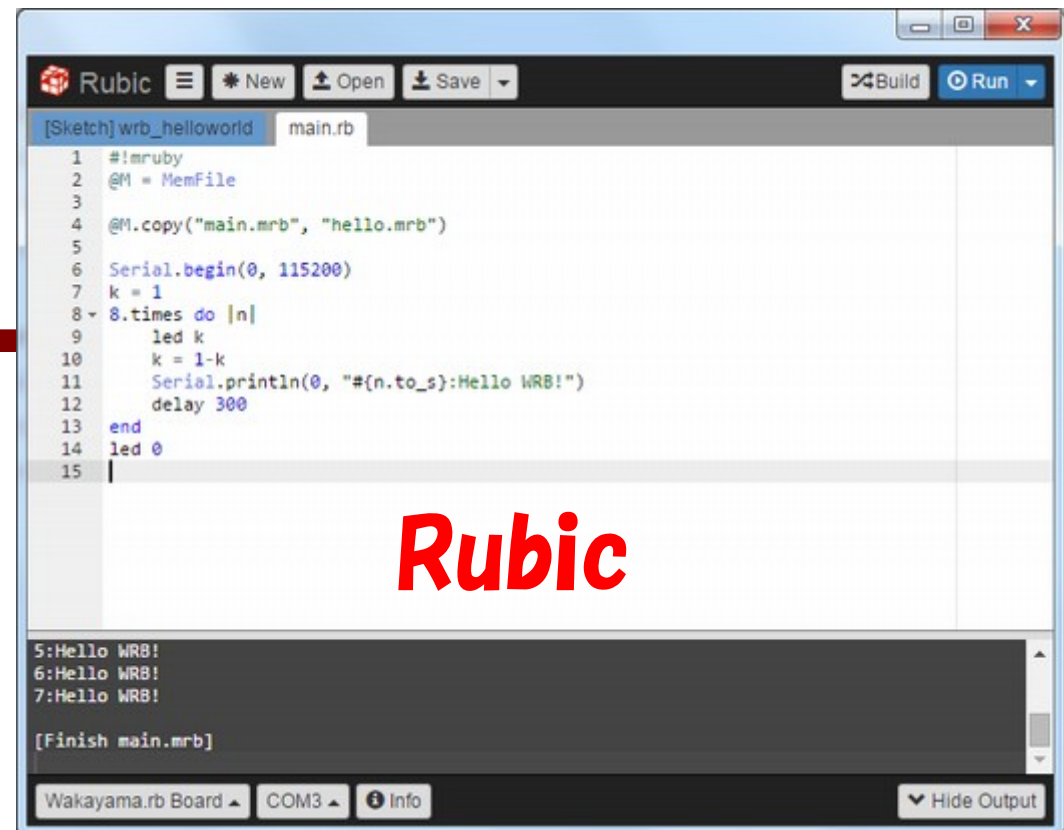 Rubic New Open Save Build Run
[Sketch] wrb_helloworld main.rb
1 #!mruby
2 @M = MemFile
3
4 @M.copy("main.mrb", "hello.mrb")
5
6 Serial.begin(0, 115200)
7 k = 1
8 8.times do |n|
9 led k
10 k = 1-k
11 Serial.println(0, "#{n.to_s}:Hello WRB!")
12 delay 300
13 end
14 led 0
15
Rubic
5:Hello WRB!
6:Hello WRB!
7:Hello WRB!
[Finish main.mrb]
Wakayama.rb Board COM3 Info Hide Output